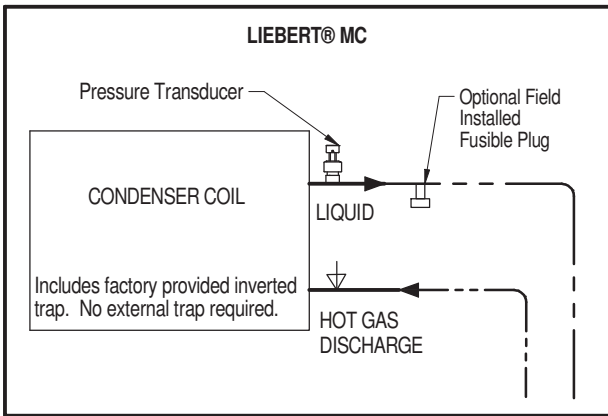 LIEBERT® MC
Pressure Transducer
Optional Field
Installed
Fusible Plug
CONDENSER COIL
LIQUID
Includes factory provided inverted
trap. No external trap required.
HOT GAS
DISCHARGE